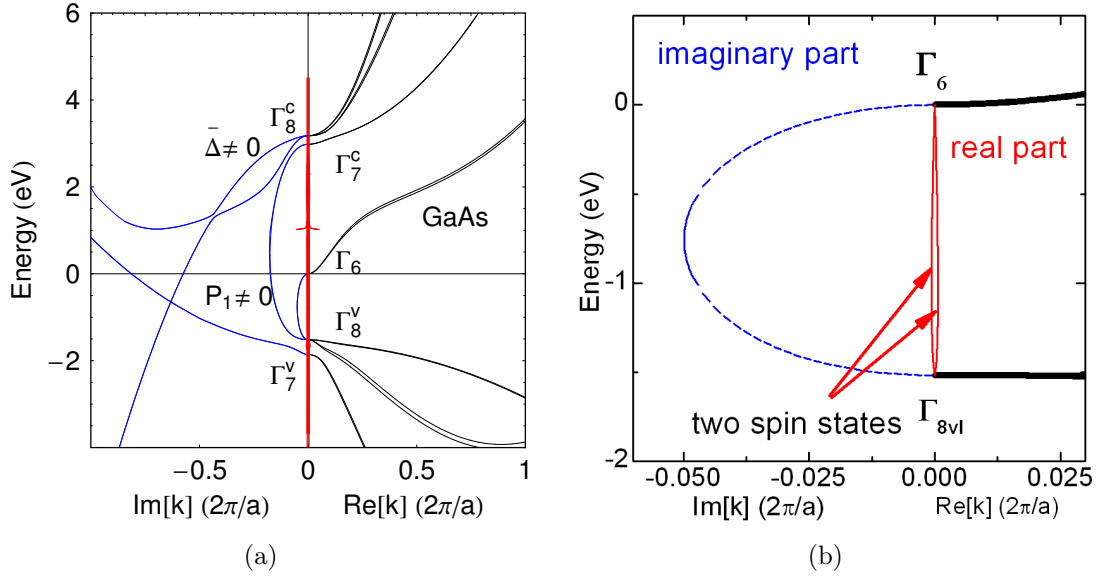 6
4
2
0
−2
Energy (eV)
Γ₈ᶜ
Δ̄≠ 0
Γ₇ᶜ
GaAs
Γ₆
P₁≠ 0
Γ₈ᵛ
Γ₇ᵛ
−0.5 0 0.5 1
Im[k] (2π/a) Re[k] (2π/a)
(a)
0
-1
-2
Energy (eV)
imaginary part
Γ₆
real part
two spin states
Γ₈ᵥₗ
-0.050 -0.025 0.000 0.025
Im[k] (2π/a) Re[k] (2π/a)
(b)